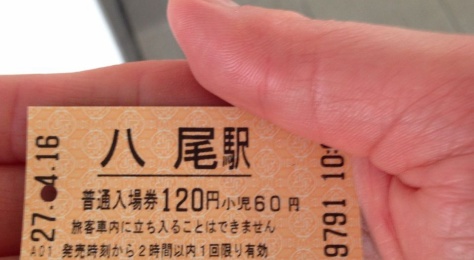 八尾駅
普通入場券120円小児60円
旅客車内に立ち入ることはできません
発売時刻から2時間以内1回限り有効
27.-4.16
A01
9791 10: